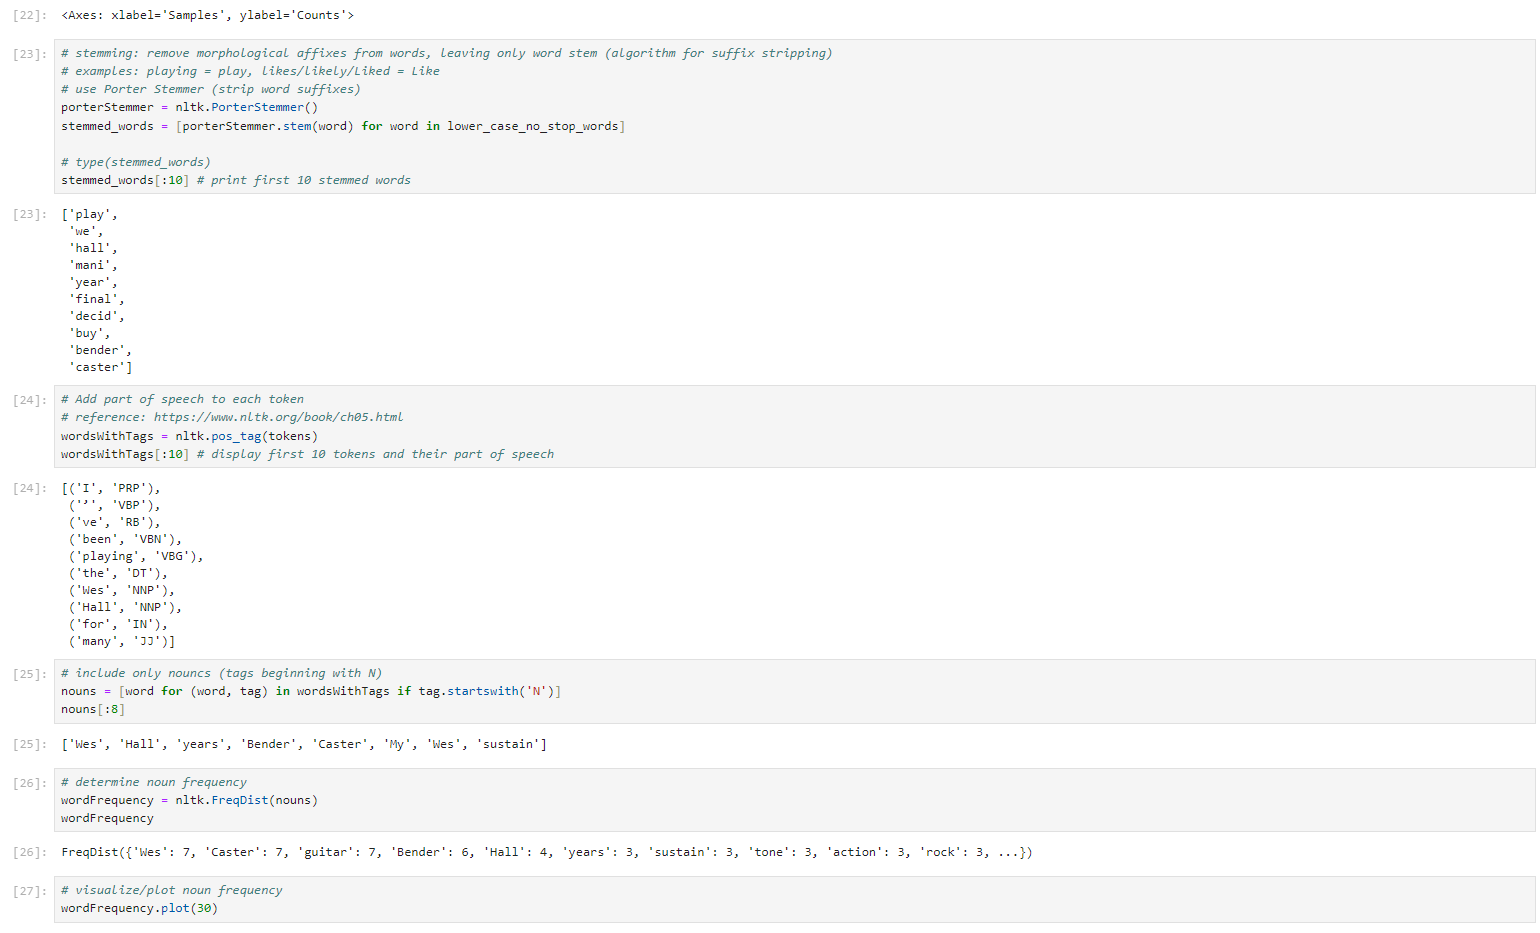 [22]: <Axes: xlabel='Samples', ylabel='Counts'>
[23]: # stemming: remove morphological affixes from words, leaving only word stem (algorithm for suffix stripping)
# examples: playing = play, likes/likely/Liked = Like
# use Porter Stemmer (strip word suffixes)
porterStemmer = nltk.PorterStemmer()
stemmed_words = [porterStemmer.stem(word) for word in lower_case_no_stop_words]
# type(stemmed_words)
stemmed_words[:10] # print first 10 stemmed words
[23]: ['play',
'we',
'hall',
'mani',
'year',
'final',
'decid',
'buy',
'bender',
'caster']
[24]: # Add part of speech to each token
# reference: https://www.nltk.org/book/ch05.html
wordsWithTags = nltk.pos_tag(tokens)
wordsWithTags[:10] # display first 10 tokens and their part of speech
[24]: [('I', 'PRP'),
('’', 'VBP'),
('ve', 'RB'),
('been', 'VBN'),
('playing', 'VBG'),
('the', 'DT'),
('Wes', 'NNP'),
('Hall', 'NNP'),
('for', 'IN'),
('many', 'JJ')]
[25]: # include only nouncs (tags beginning with N)
nouns = [word for (word, tag) in wordsWithTags if tag.startswith('N')]
nouns[:8]
[25]: ['Wes', 'Hall', 'years', 'Bender', 'Caster', 'My', 'Wes', 'sustain']
[26]: # determine noun frequency
wordFrequency = nltk.FreqDist(nouns)
wordFrequency
[26]: FreqDist({'Wes': 7, 'Caster': 7, 'guitar': 7, 'Bender': 6, 'Hall': 4, 'years': 3, 'sustain': 3, 'tone': 3, 'action': 3, 'rock': 3, ...})
[27]: # visualize/plot noun frequency
wordFrequency.plot(30)